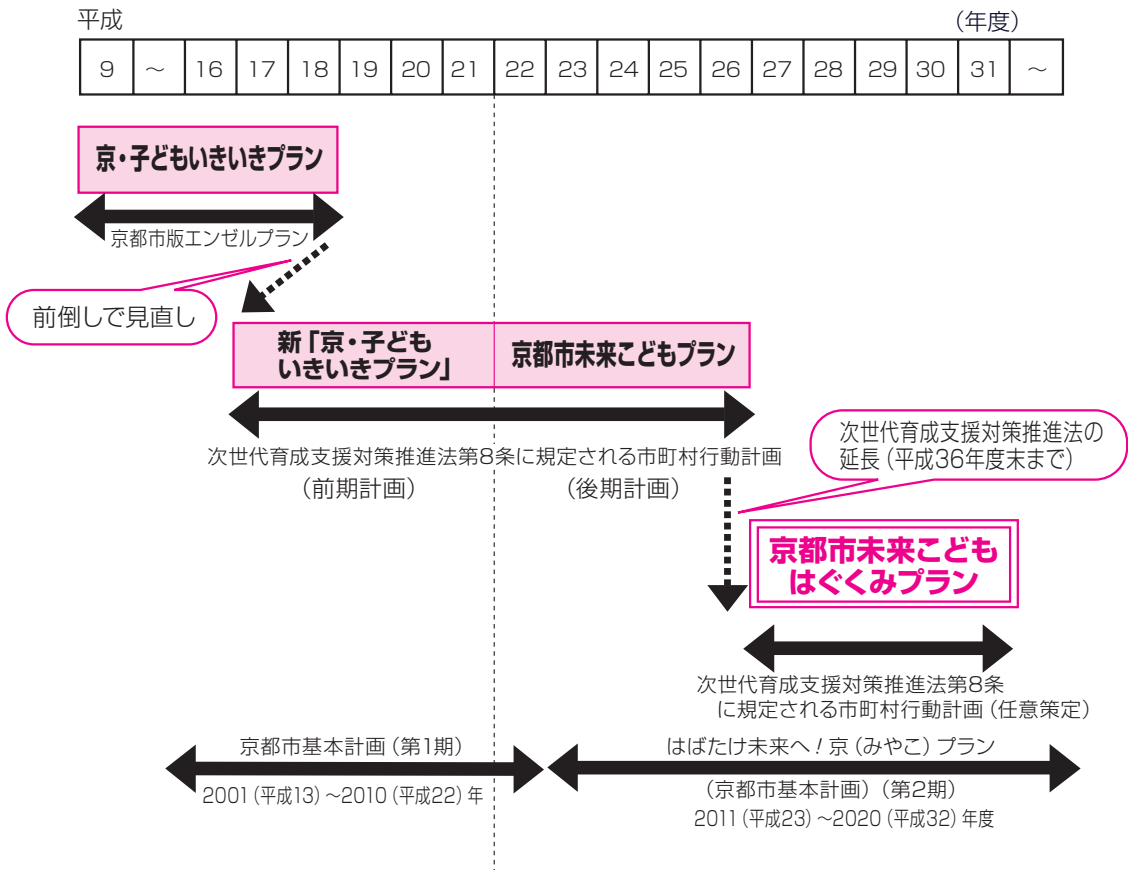 平成
(年度)
9 ～ 16 17 18 19 20 21 22 23 24 25 26 27 28 29 30 31 ～
京・子どもいきいきプラン
京都市版エンゼルプラン
前倒しで見直し
新「京・子ども
いきいきプラン」
京都市未来こどもプラン
次世代育成支援対策推進法第8条に規定される市町村行動計画
(前期計画)
(後期計画)
次世代育成支援対策推進法の
延長(平成36年度末まで)
京都市未来こども
はぐくみプラン
次世代育成支援対策推進法第8条
に規定される市町村行動計画(任意策定)
京都市基本計画(第1期)
2001(平成13)～2010(平成22)年
はばたけ未来へ！京(みやこ)プラン
(京都市基本計画)(第2期)
2011(平成23)～2020(平成32)年度